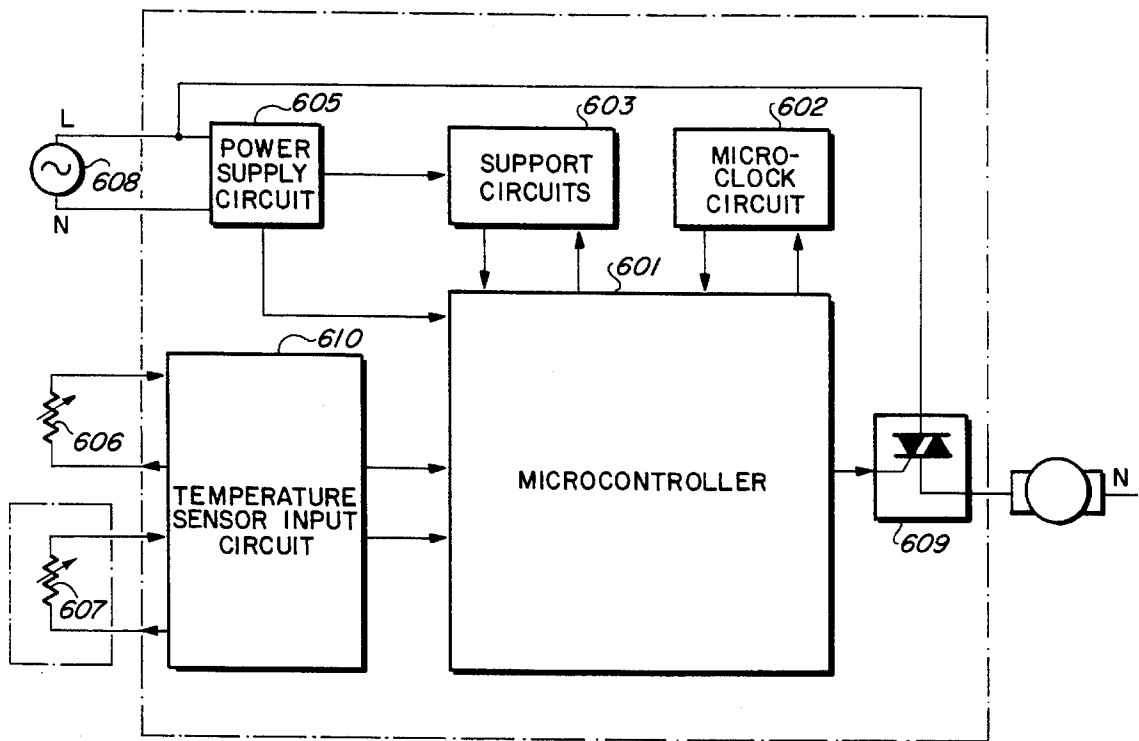 605
603
602
L
POWER
SUPPLY
CIRCUIT
SUPPORT
CIRCUITS
MICRO-
CLOCK
CIRCUIT
608
N
601
610
606
TEMPERATURE
SENSOR INPUT
CIRCUIT
MICROCONTROLLER
N
607
609